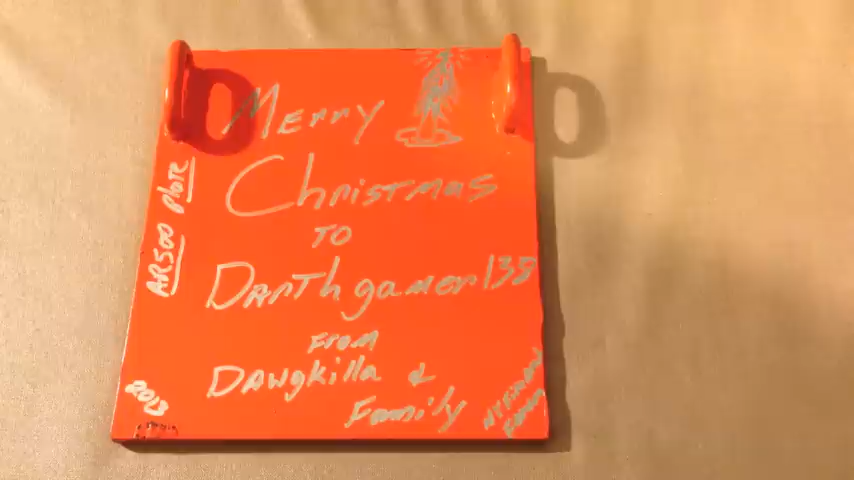 Merry
Christmas
TO
Darthgamer135
From
Dawgkilla &
Family
AR500 Plate
2013